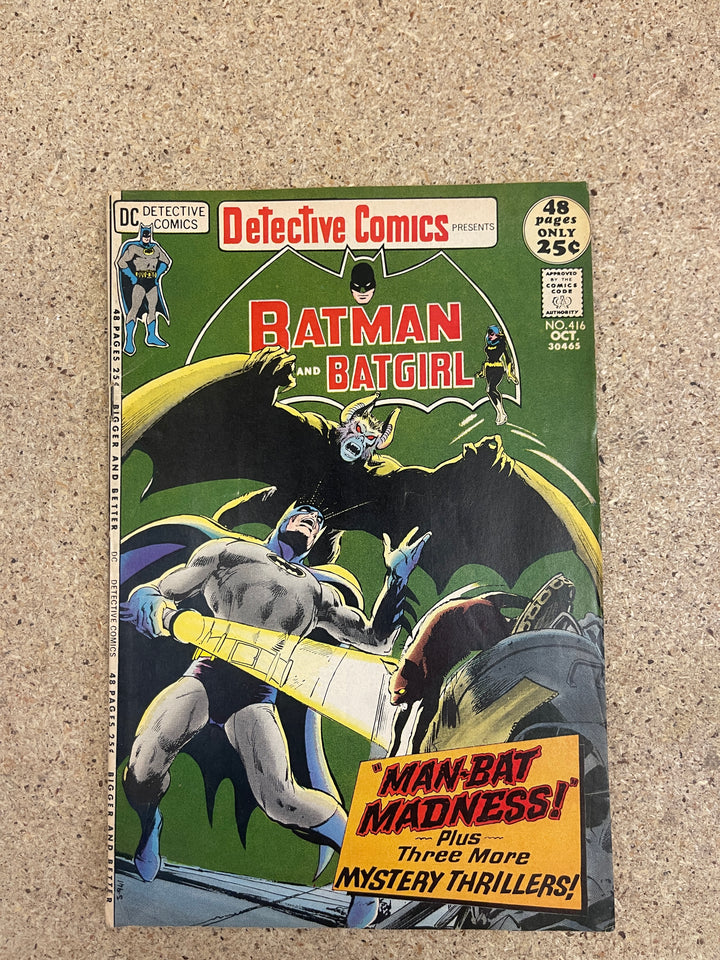 DC DETECTIVE
COMICS
Detective Comics PRESENTS
48
pages
ONLY
25¢
APPROVED
BY THE
COMICS
CODE
AUTHORITY
NO.416
OCT.
30465
BATMAN
AND BATGIRL
48 PAGES 25¢ BIGGER AND BETTER DC DETECTIVE COMICS 48 PAGES 25¢ BIGGER AND BETTER
"MAN-BAT
MADNESS!"
Plus
Three More
MYSTERY THRILLERS!